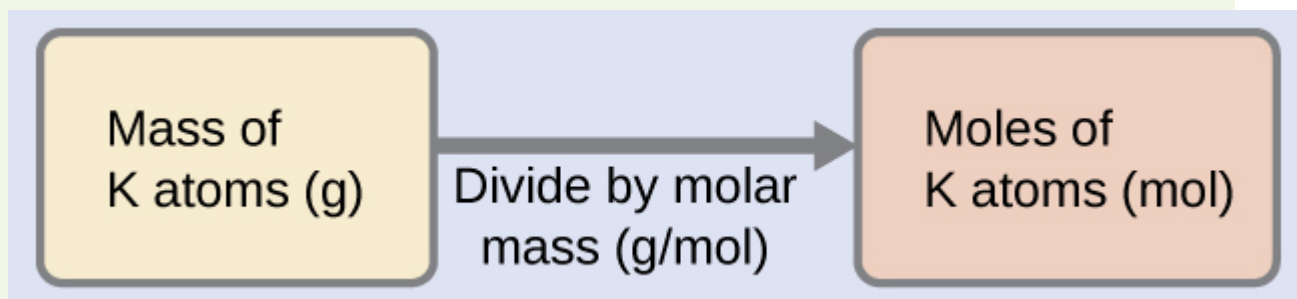 Mass of
K atoms (g)
Divide by molar
mass (g/mol)
Moles of
K atoms (mol)